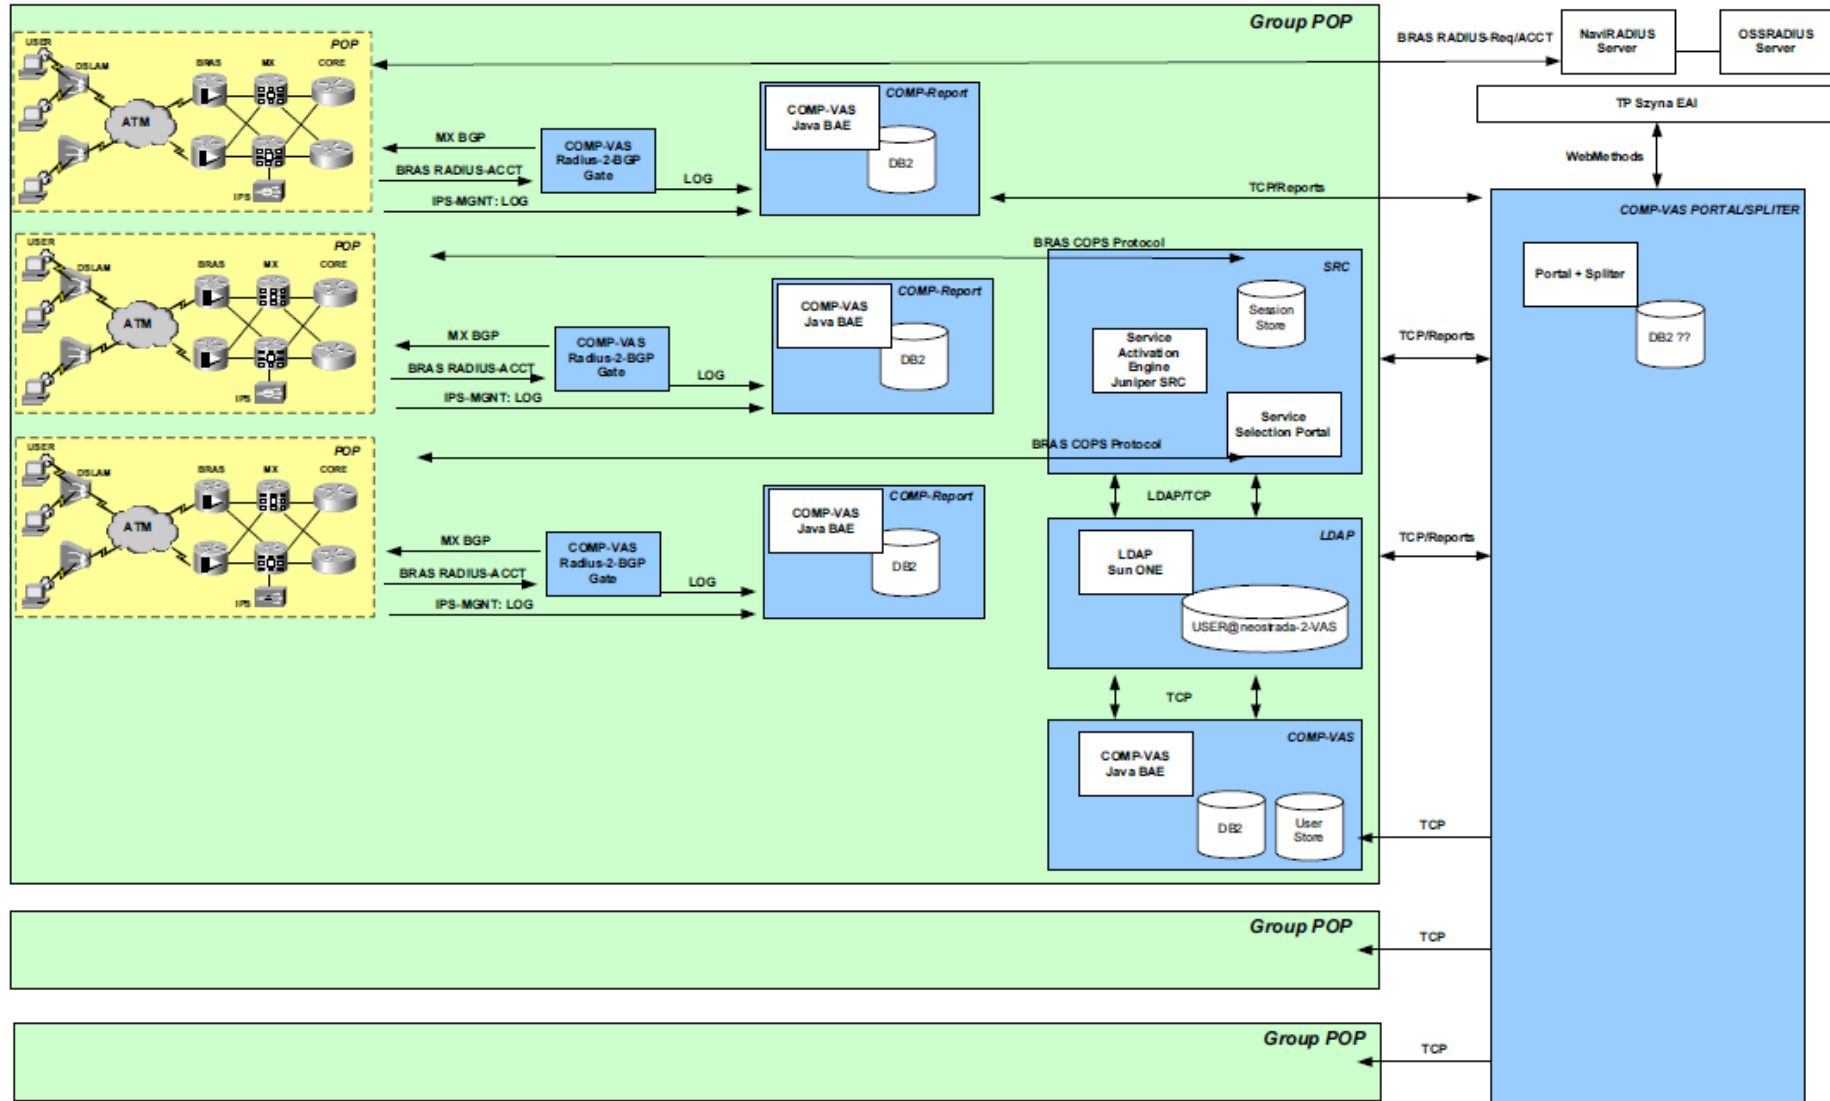 Group POP
BRAS RADIUS-Req/ACCT
NaviRADIUS
Server
OSSRADIUS
Server
TP Szyna EAI
WebMethods
POP
USER
DSLAM
BRAS
MX
CORE
ATM
IPS
MX BGP
BRAS RADIUS-ACCT
IPS-MGNT: LOG
COMP-VAS
Radius-2-BGP
Gate
LOG
COMP-Report
COMP-VAS
Java BAE
DB2
TCP/Reports
COMP-VAS PORTAL/SPLITER
Portal + Spliter
DB2 ??
POP
USER
DSLAM
BRAS
MX
CORE
ATM
IPS
BRAS COPS Protocol
MX BGP
BRAS RADIUS-ACCT
IPS-MGNT: LOG
COMP-VAS
Radius-2-BGP
Gate
LOG
COMP-Report
COMP-VAS
Java BAE
DB2
SRC
Session
Store
Service
Activation
Engine
Juniper SRC
Service
Selection Portal
TCP/Reports
POP
USER
DSLAM
BRAS
MX
CORE
ATM
IPS
BRAS COPS Protocol
MX BGP
BRAS RADIUS-ACCT
IPS-MGNT: LOG
COMP-VAS
Radius-2-BGP
Gate
LOG
COMP-Report
COMP-VAS
Java BAE
DB2
LDAP/TCP
LDAP
LDAP
Sun ONE
USER@neostrada-2-VAS
TCP/Reports
TCP
COMP-VAS
COMP-VAS
Java BAE
DB2
User
Store
TCP
Group POP
TCP
Group POP
TCP